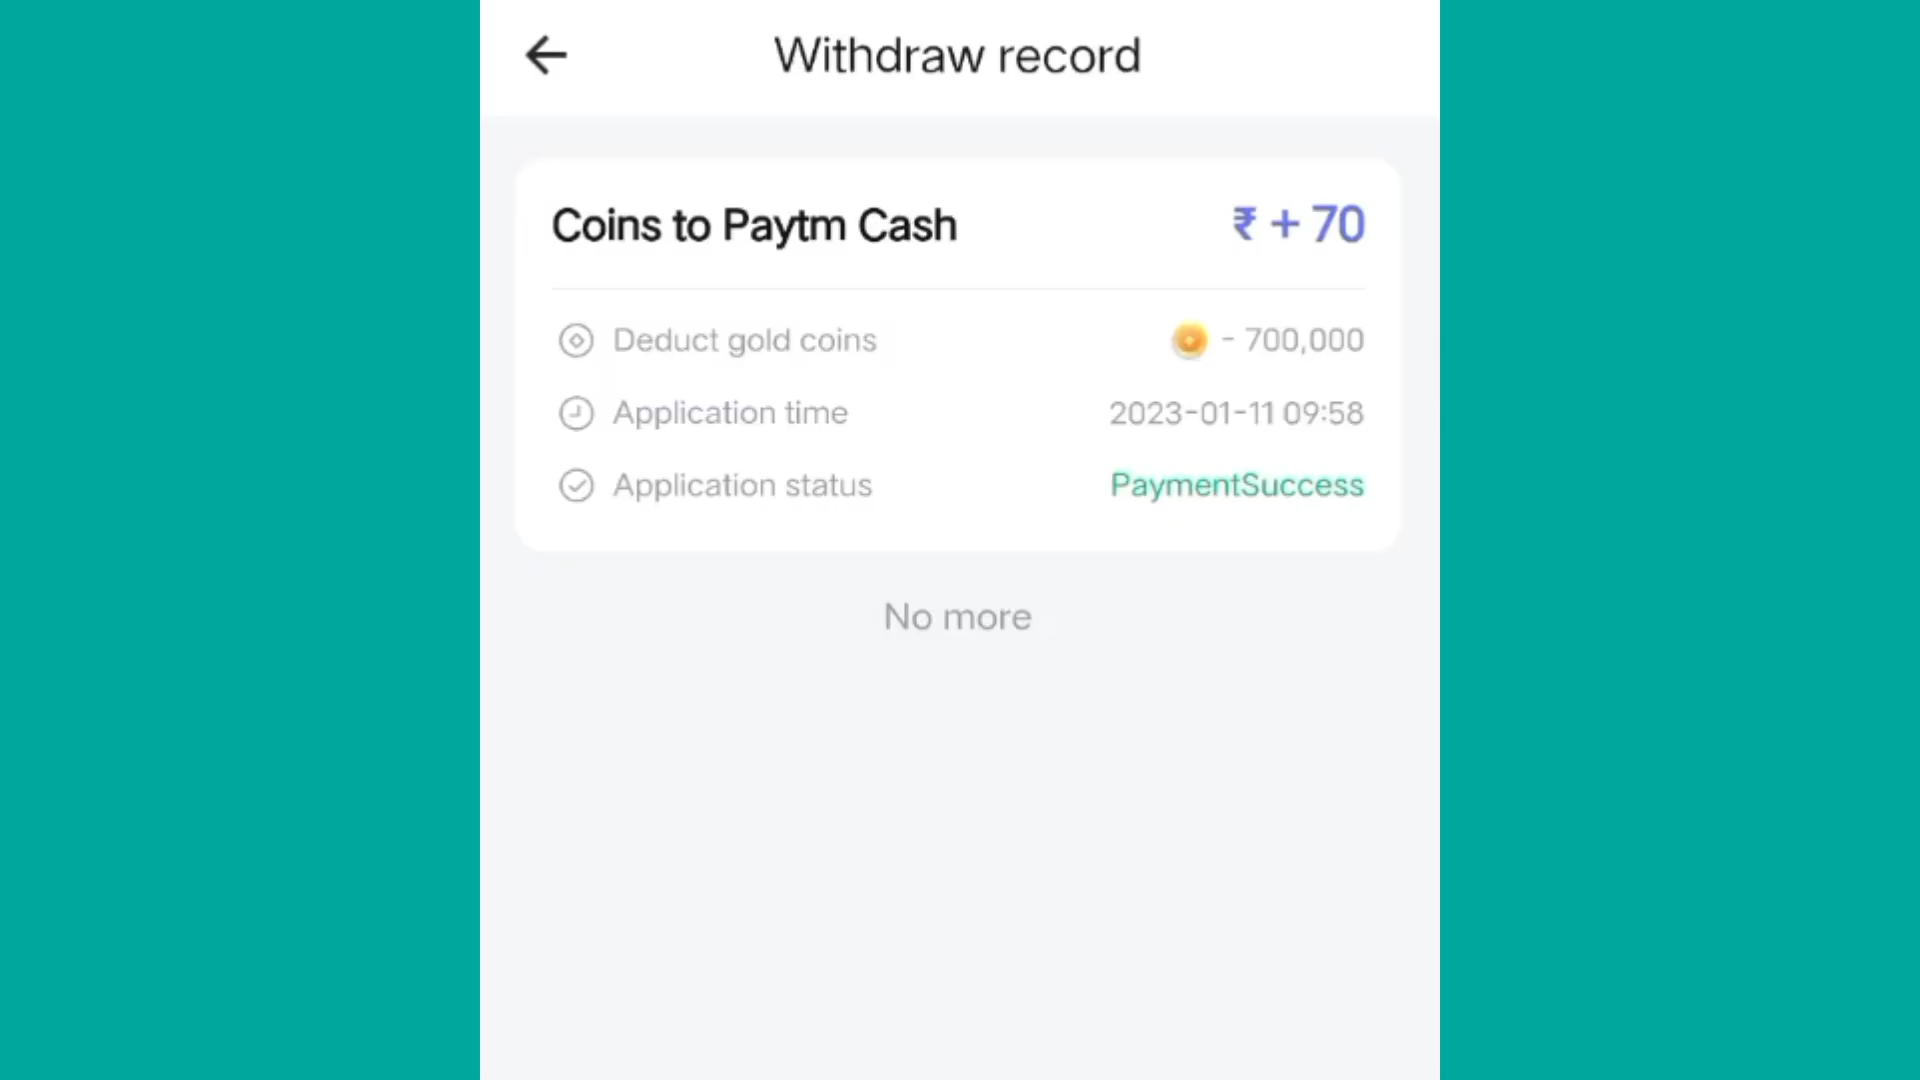 Withdraw record
Coins to Paytm Cash ₹ + 70
Deduct gold coins - 700,000
Application time 2023-01-11 09:58
Application status PaymentSuccess
No more